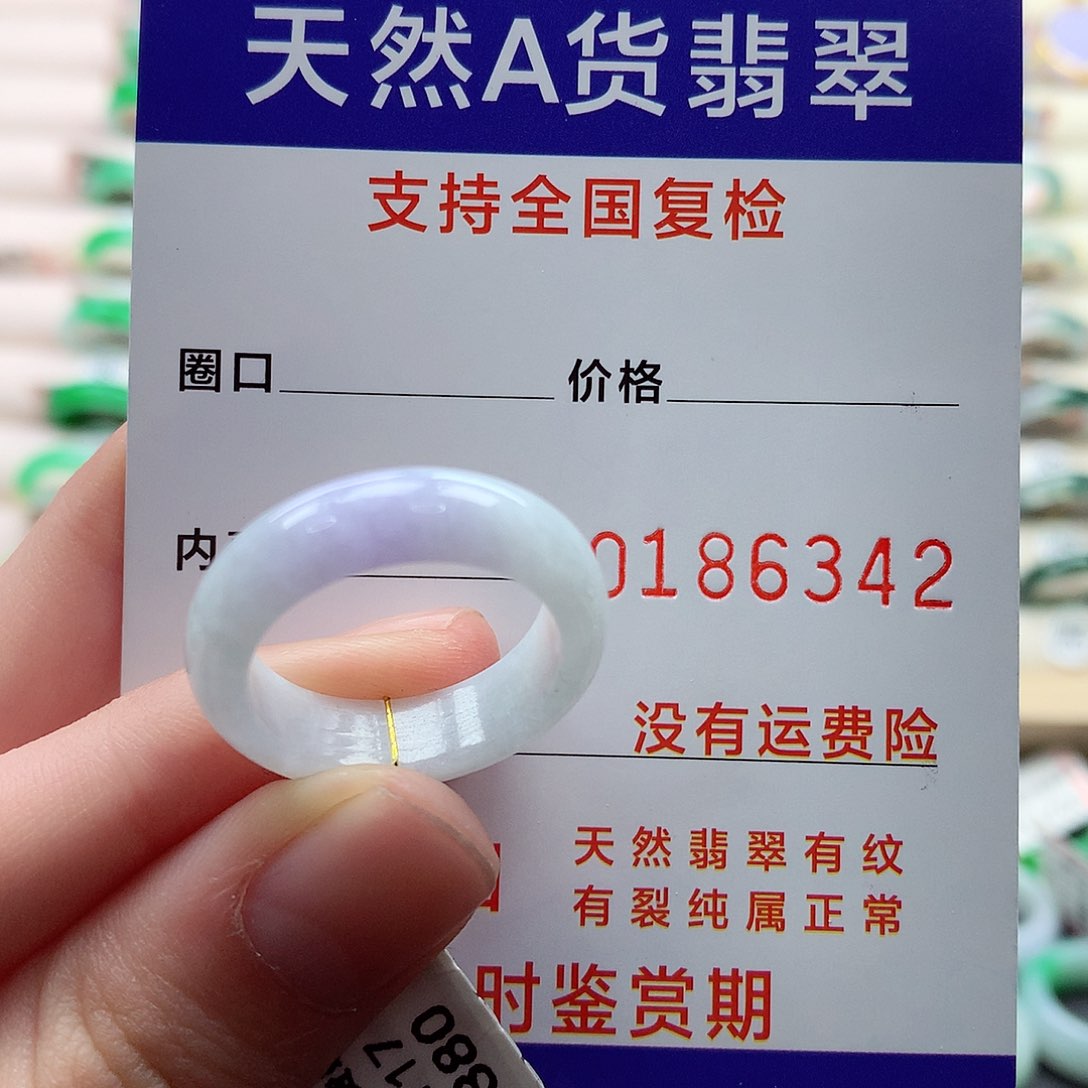 天然A货翡翠
支持全国复检
圈口 价格
内
0186342
没有运费险
天然翡翠有纹
有裂纯属正常
时鉴赏期